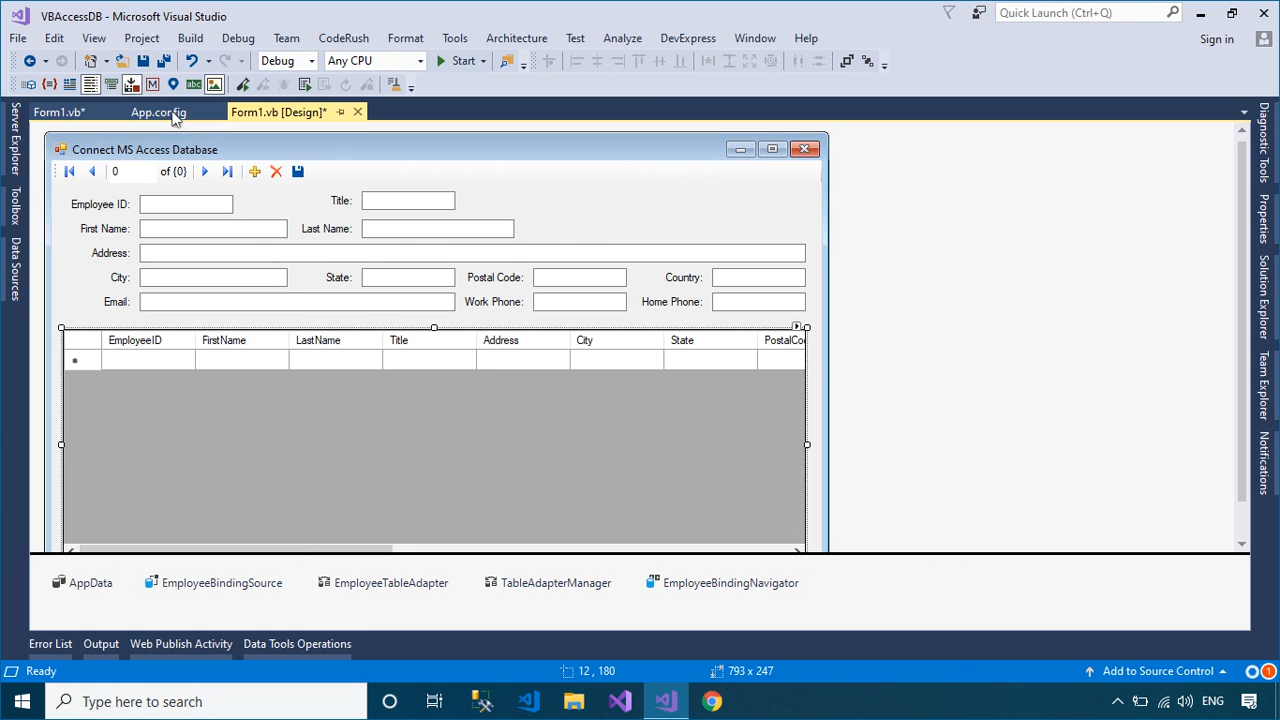 VBAccessDB - Microsoft Visual Studio
Quick Launch (Ctrl+Q)
File Edit View Project Build Debug Team CodeRush Format Tools Architecture Test Analyze DevExpress Window Help
Sign in
Debug Any CPU Start
abc
Form1.vb* App.config Form1.vb [Design]*
Server Explorer
Toolbox
Data Sources
Connect MS Access Database
0 of {0}
Employee ID: Title:
First Name: Last Name:
Address:
City: State: Postal Code: Country:
Email: Work Phone: Home Phone:
EmployeeID FirstName LastName Title Address City State PostalCo
*
AppData EmployeeBindingSource EmployeeTableAdapter TableAdapterManager EmployeeBindingNavigator
Diagnostic Tools
Properties
Solution Explorer
Team Explorer
Notifications
Error List Output Web Publish Activity Data Tools Operations
Ready 12 , 180 793 x 247 Add to Source Control 1
Type here to search ENG